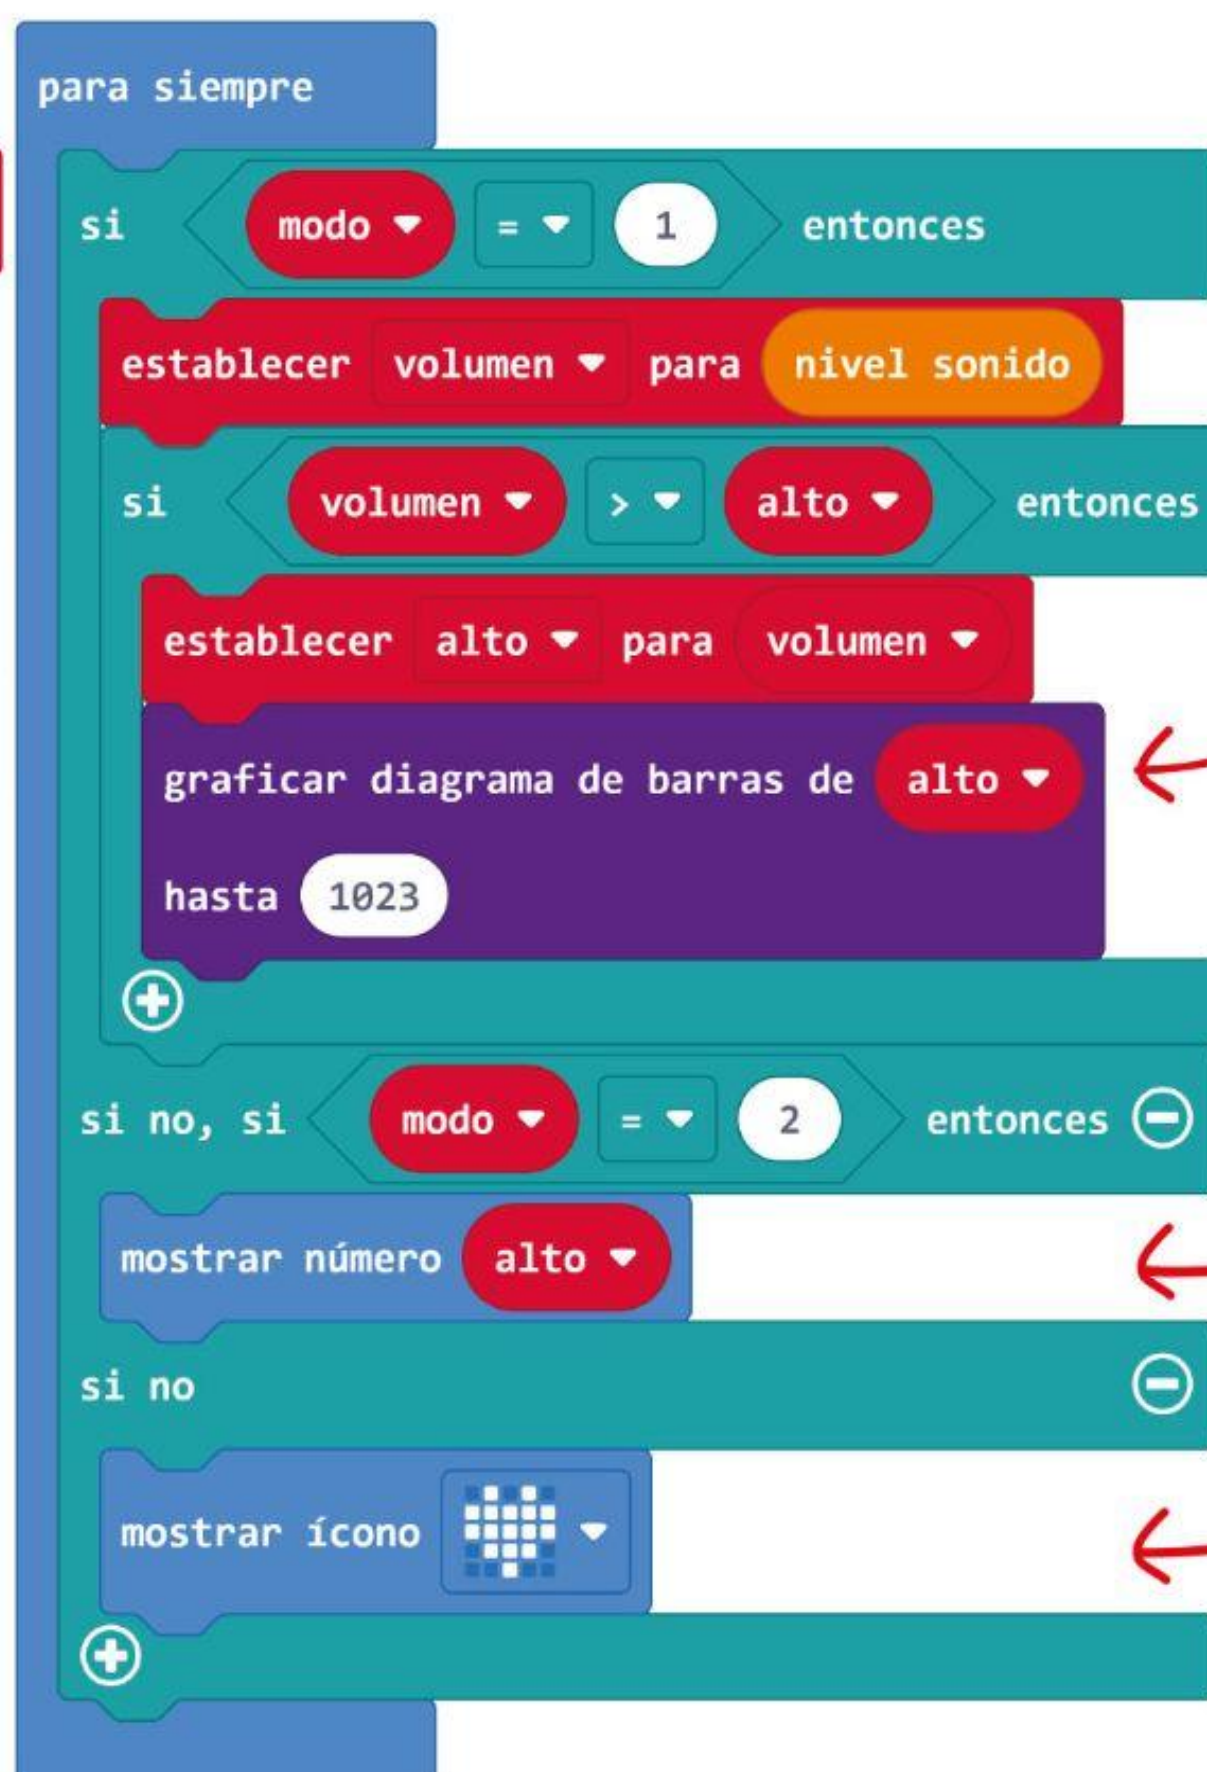 para siempre
si modo = 1 entonces
establecer volumen para nivel sonido
si volumen > alto entonces
establecer alto para volumen
graficar diagrama de barras de alto
hasta 1023
si no, si modo = 2 entonces
mostrar número alto
si no
mostrar ícono